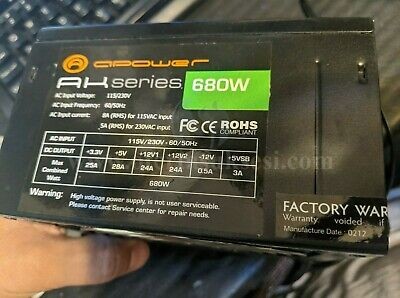 aipower
AK series 680W
AC Input Voltage: 115/230V
AC Input Frequency: 60/50Hz
AC Input current: 8A (RMS) for 115VAC input
5A (RMS) for 230VAC input
FC CE ROHS
COMPLIANT
AC INPUT 115V/230V - 60/50Hz
DC OUTPUT +3.3V +5V +12V1 +12V2 -12V +5VSB
Max Combined Watt 25A 28A 24A 24A 0.5A 3A
680W
Warning: High voltage power supply, is not user serviceable.
Please contact Service center for repair needs.
FACTORY WAR
Warranty voided if
Manufacture Date : 0212